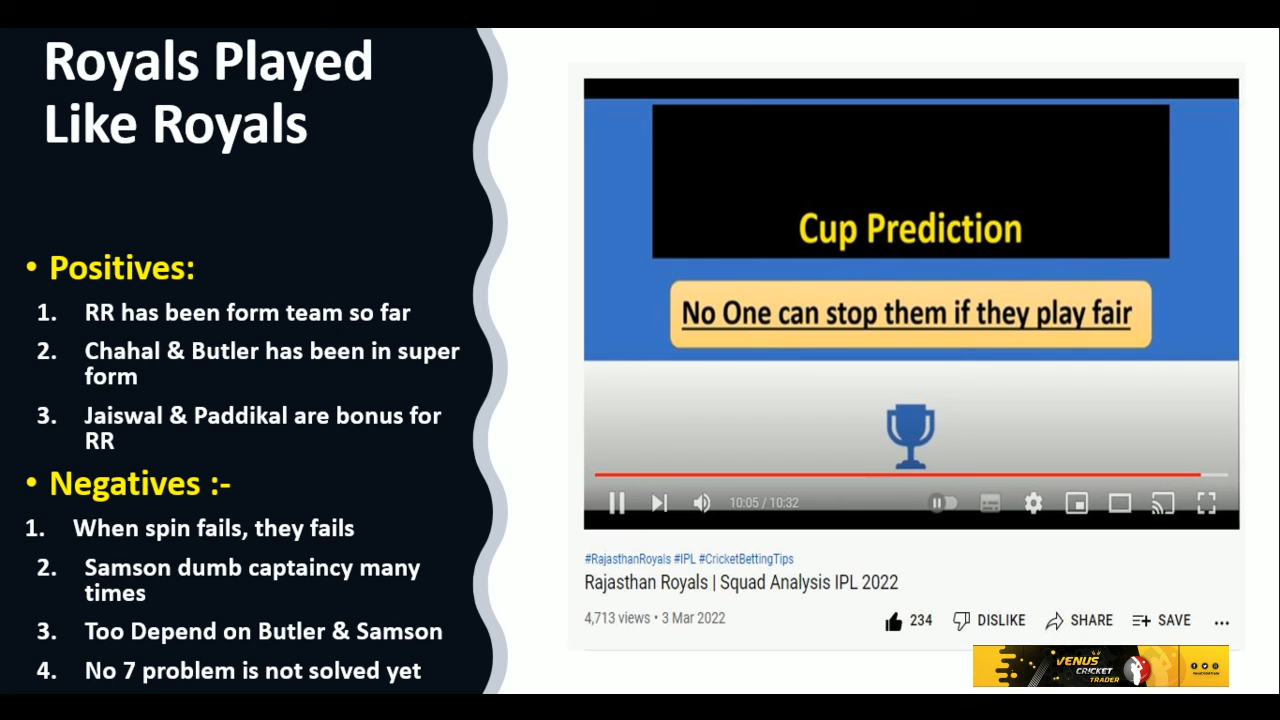 Royals Played
Like Royals
• Positives:
1. RR has been form team so far
2. Chahal & Butler has been in super
form
3. Jaiswal & Paddikal are bonus for
RR
• Negatives :-
1. When spin fails, they fails
2. Samson dumb captaincy many
times
3. Too Depend on Butler & Samson
4. No 7 problem is not solved yet
Cup Prediction
No One can stop them if they play fair
10:05 / 10:32
#RajasthanRoyals #IPL #CricketBettingTips
Rajasthan Royals | Squad Analysis IPL 2022
4,713 views • 3 Mar 2022
234 DISLIKE SHARE SAVE ...
VENUS
CRICKET
TRADER